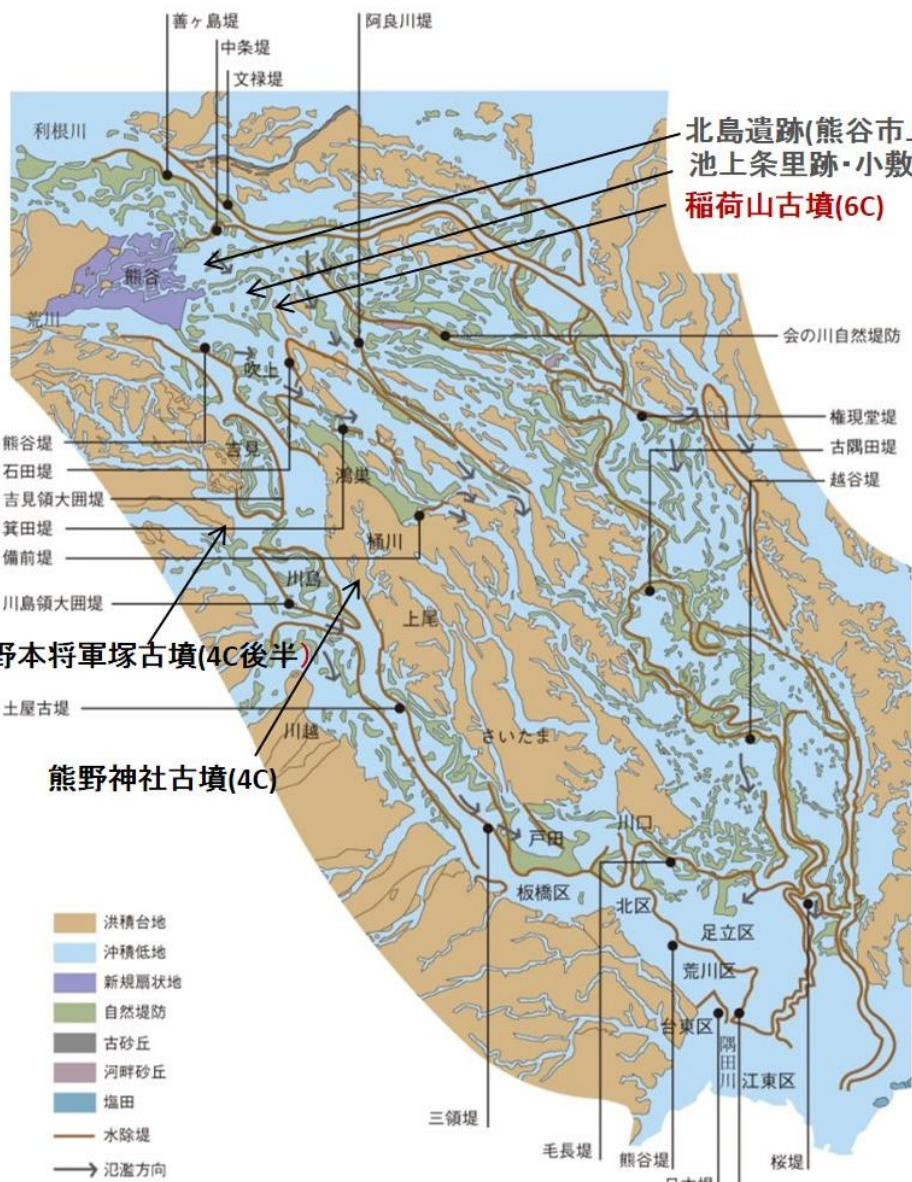 善ヶ島堤
阿良川堤
中条堤
文禄堤
利根川
北島遺跡(熊谷市
池上条里跡・小敷
稲荷山古墳(6C)
熊谷
荒川
会の川自然堤防
吹上
権現堂堤
熊谷堤
吉見
古隅田堤
石田堤
鴻巣
越谷堤
吉見領大囲堤
箕田堤
備前堤
桶川
川島
川島領大囲堤
上尾
野本将軍塚古墳(4C後半)
土屋古堤
川越
さいたま
熊野神社古墳(4C)
戸田
川口
板橋区
北区
足立区
荒川区
台東区
隅田川
江東区
洪積台地
沖積低地
新規扇状地
自然堤防
古砂丘
河畔砂丘
塩田
水除堤
氾濫方向
三領堤
毛長堤
熊谷堤
桜堤